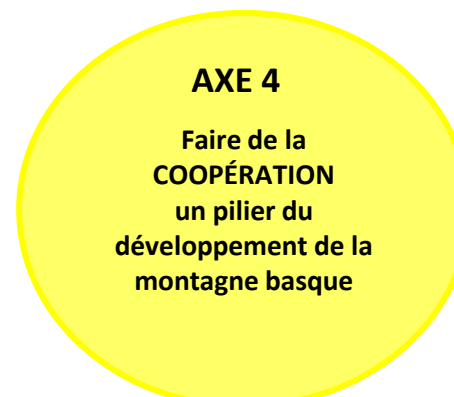 AXE 4
Faire de la
COOPÉRATION
un pilier du
développement de la
montagne basque